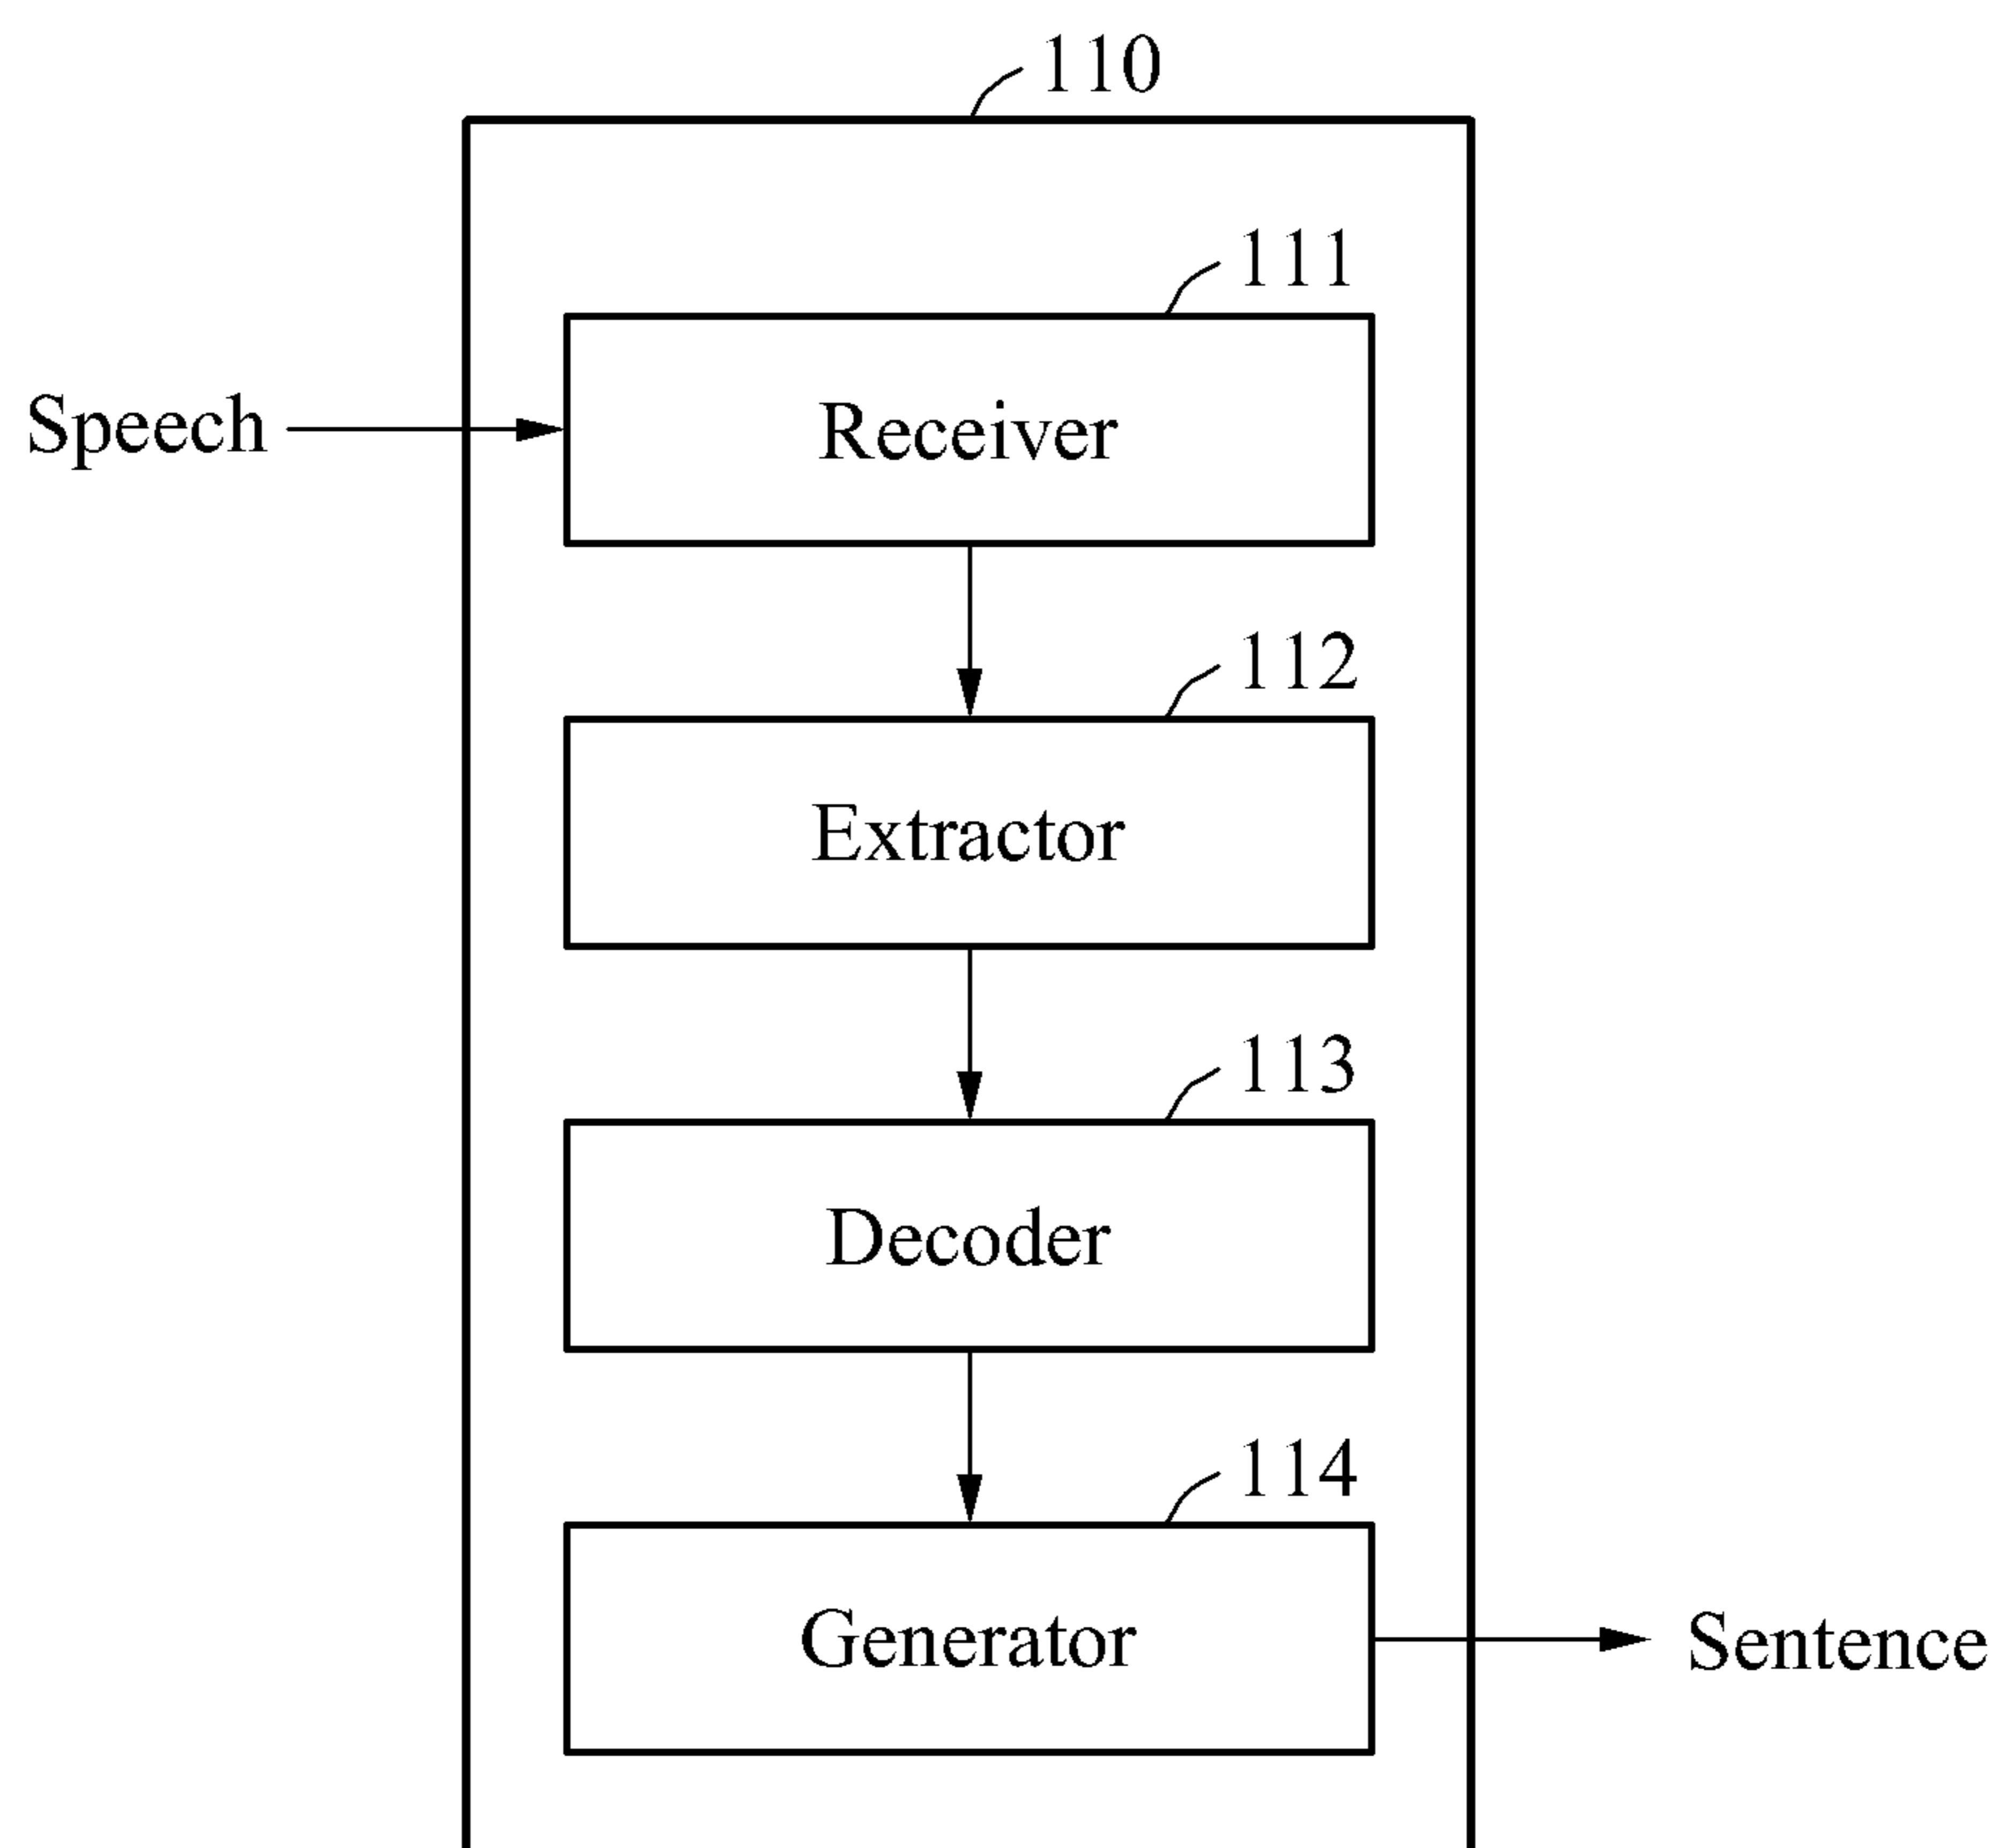 110
111
Speech
Receiver
112
Extractor
113
Decoder
114
Generator
Sentence